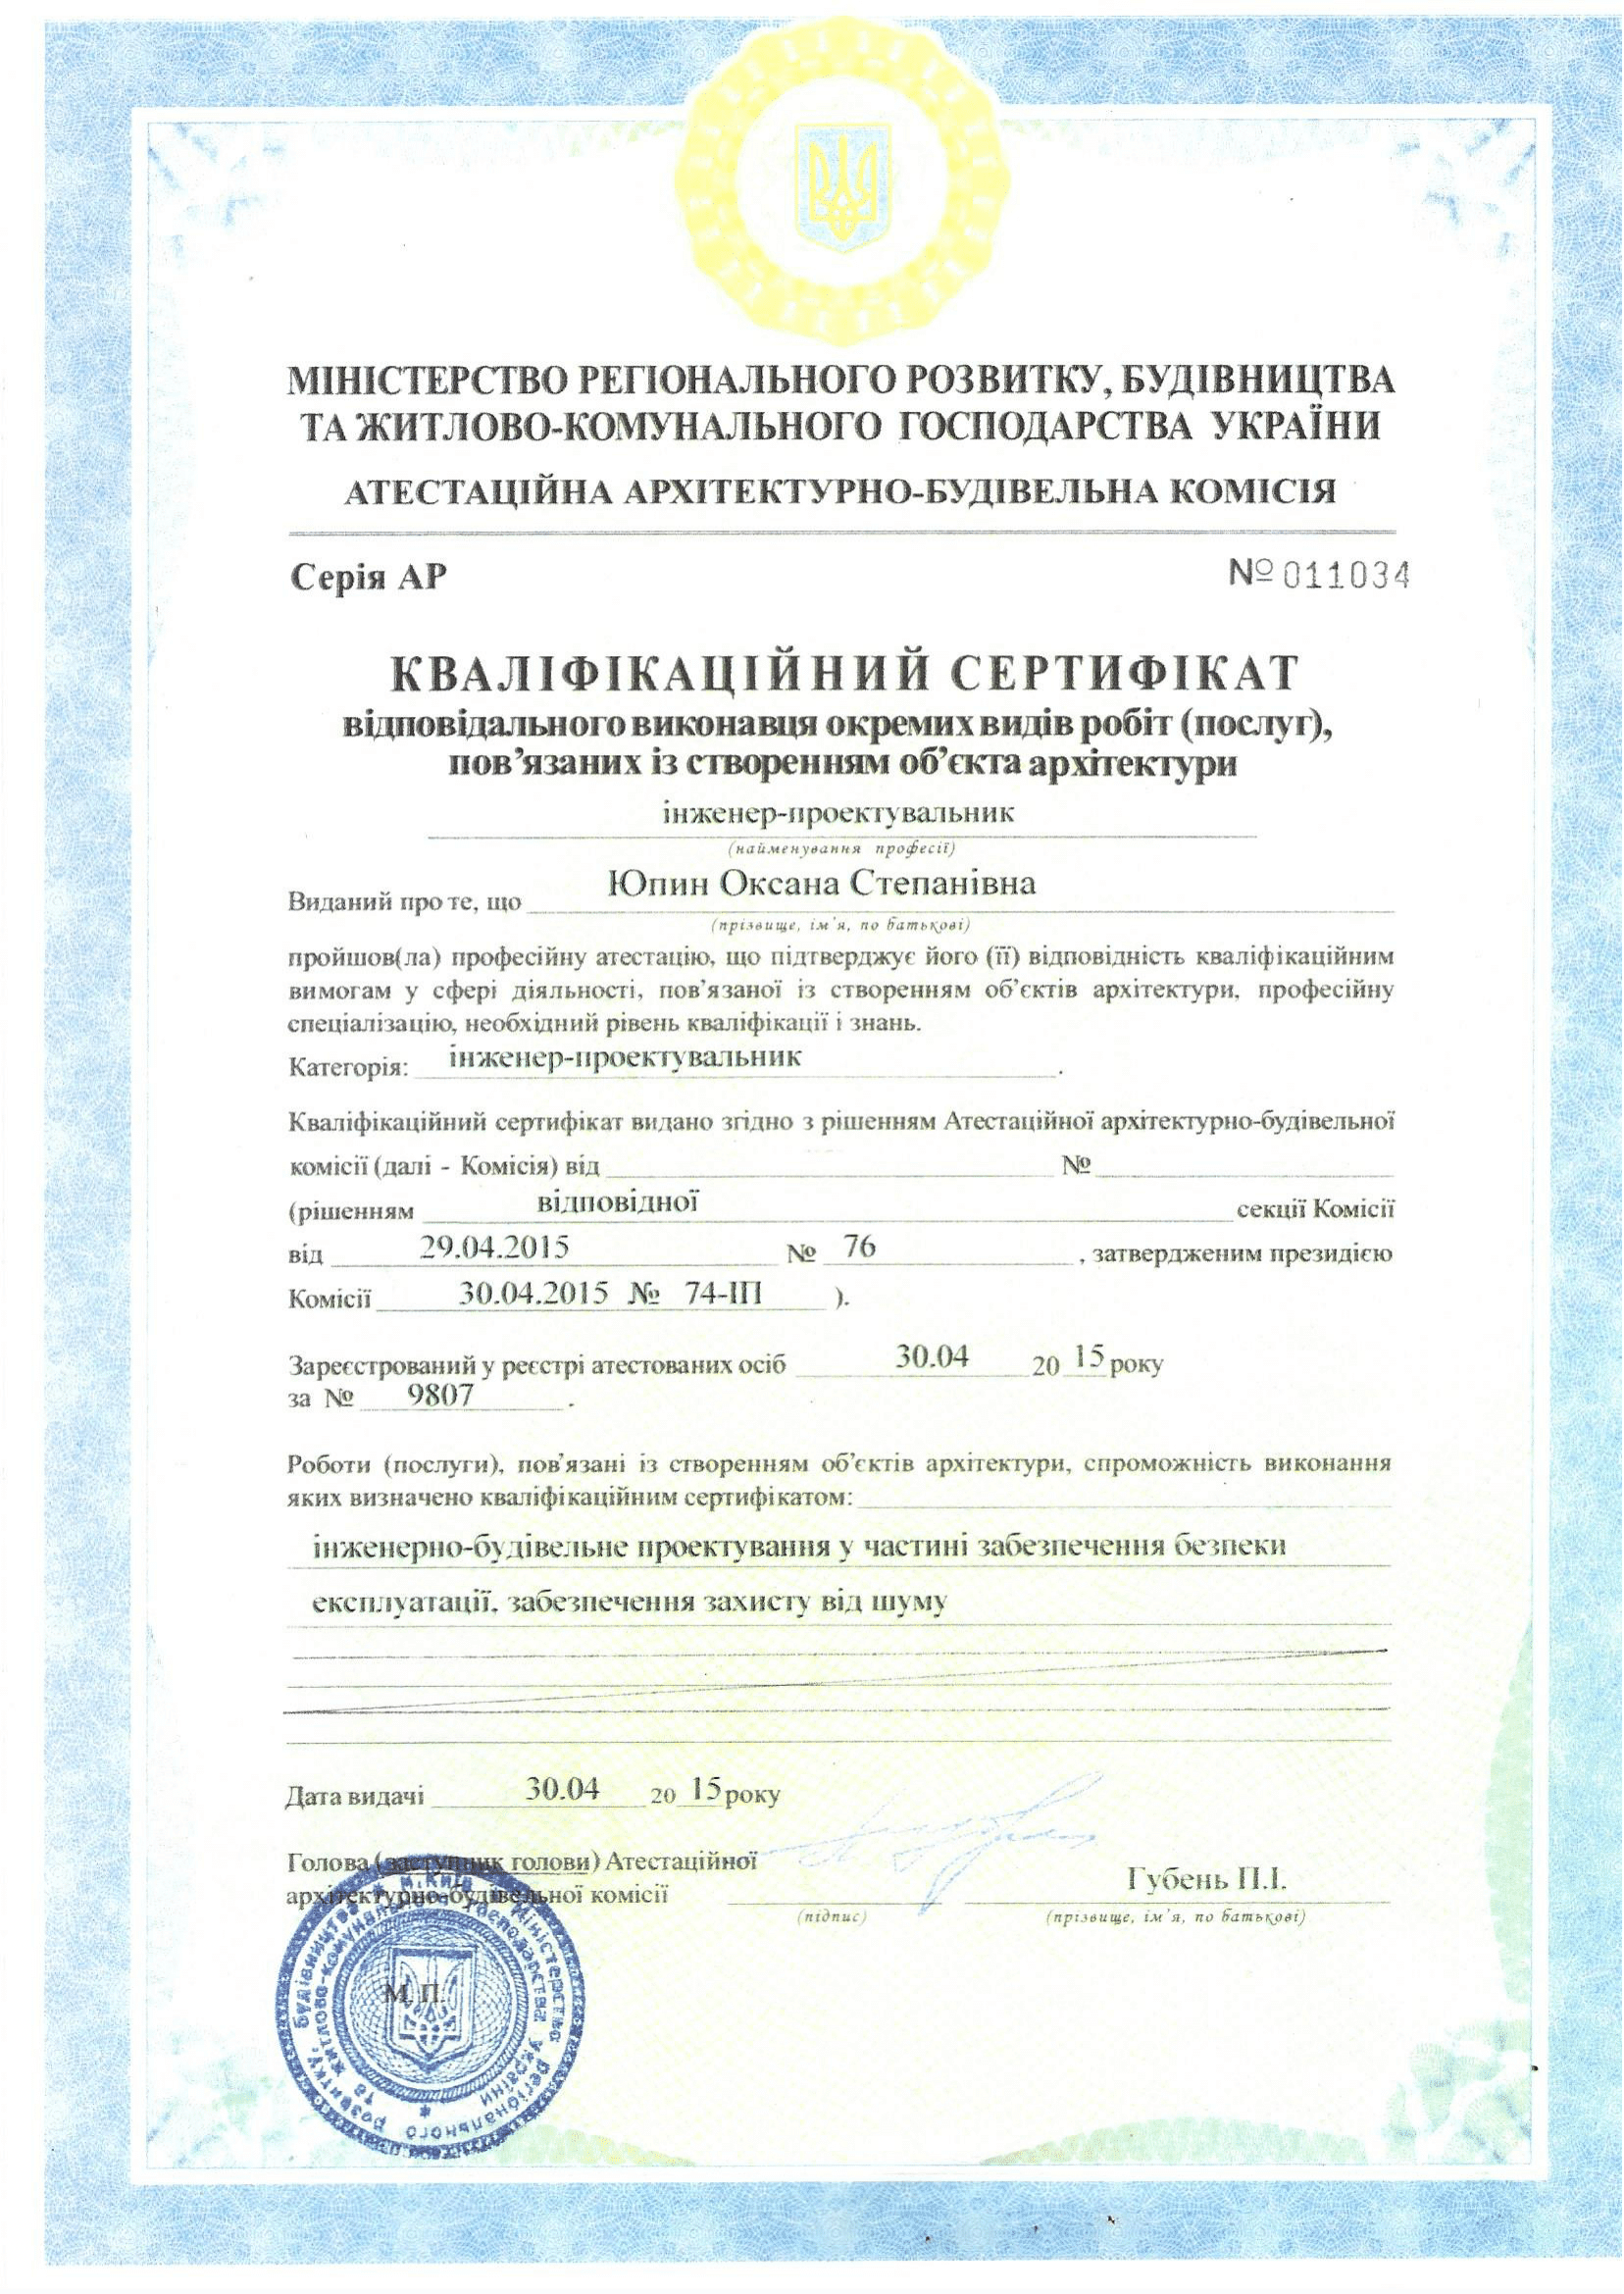 МІНІСТЕРСТВО РЕГІОНАЛЬНОГО РОЗВИТКУ, БУДІВНИЦТВА
ТА ЖИТЛОВО-КОМУНАЛЬНОГО ГОСПОДАРСТВА УКРАЇНИ
АТЕСТАЦІЙНА АРХІТЕКТУРНО-БУДІВЕЛЬНА КОМІСІЯ
Серія АР № 011034
КВАЛІФІКАЦІЙНИЙ СЕРТИФІКАТ
відповідального виконавця окремих видів робіт (послуг),
пов’язаних із створенням об’єкта архітектури
інженер-проектувальник
(найменування професії)
Виданий про те, що Юпин Оксана Степанівна
(прізвище, ім’я, по батькові)
пройшов(ла) професійну атестацію, що підтверджує його (її) відповідність кваліфікаційним
вимогам у сфері діяльності, пов’язаної із створенням об’єктів архітектури, професійну
спеціалізацію, необхідний рівень кваліфікації і знань.
Категорія: інженер-проектувальник.
Кваліфікаційний сертифікат видано згідно з рішенням Атестаційної архітектурно-будівельної
комісії (далі - Комісія) від №
(рішенням відповідної секції Комісії
від 29.04.2015 № 76, затвердженим президією
Комісії 30.04.2015 № 74-ІП ).
Зареєстрований у реєстрі атестованих осіб 30.04 20 15 року
за № 9807.
Роботи (послуги), пов’язані із створенням об’єктів архітектури, спроможність виконання
яких визначено кваліфікаційним сертифікатом:
інженерно-будівельне проектування у частині забезпечення безпеки
експлуатації, забезпечення захисту від шуму
Дата видачі 30.04 20 15 року
Голова (заступник голови) Атестаційної
архітектурно-будівельної комісії Губень П.І.
(підпис) (прізвище, ім’я, по батькові)
М.П.
Міністерство регіонального розвитку, будівництва
житлово-комунального господарства України
м.Київ
18